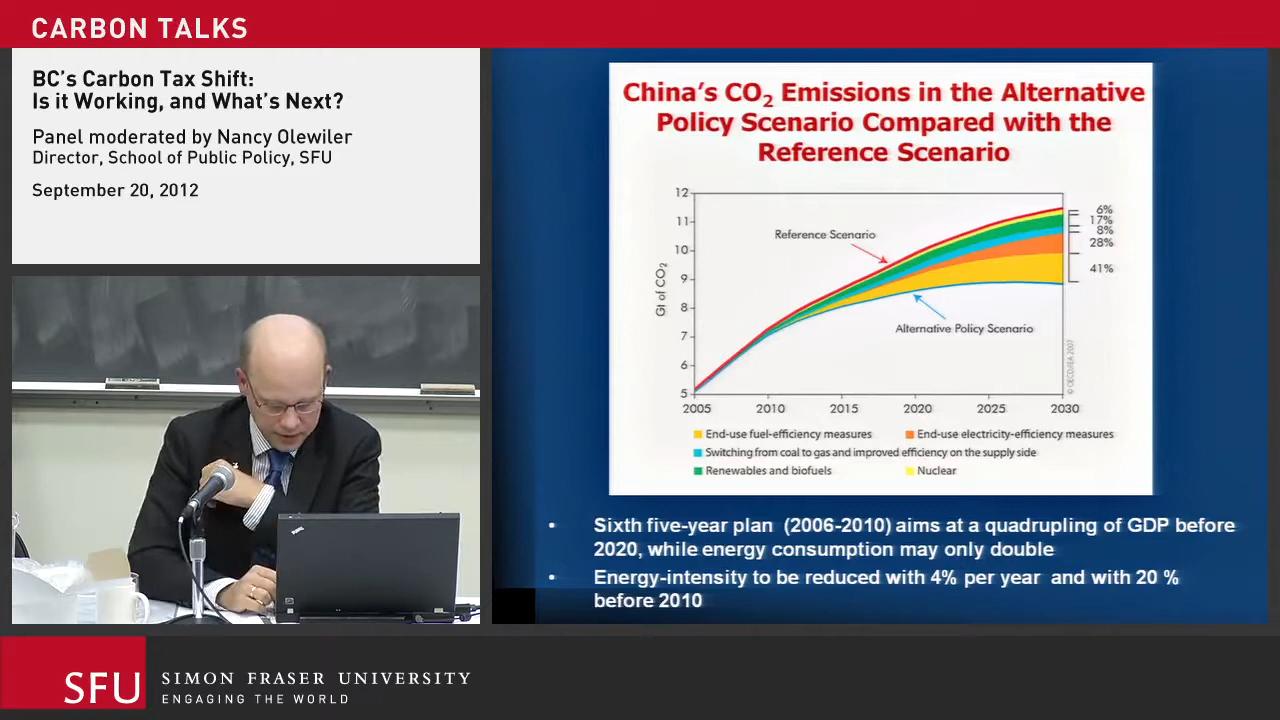 CARBON TALKS
BC's Carbon Tax Shift:
Is it Working, and What's Next?
Panel moderated by Nancy Olewiler
Director, School of Public Policy, SFU
September 20, 2012
China's CO2 Emissions in the Alternative
Policy Scenario Compared with the
Reference Scenario
12
11
10
9
8
7
6
5
Gt of CO2
Reference Scenario
Alternative Policy Scenario
6%
17%
8%
28%
41%
© OECD/IEA 2007
2005 2010 2015 2020 2025 2030
End-use fuel-efficiency measures
End-use electricity-efficiency measures
Switching from coal to gas and improved efficiency on the supply side
Renewables and biofuels
Nuclear
• Sixth five-year plan (2006-2010) aims at a quadrupling of GDP before
2020, while energy consumption may only double
• Energy-intensity to be reduced with 4% per year and with 20 %
before 2010
SFU
SIMON FRASER UNIVERSITY
ENGAGING THE WORLD